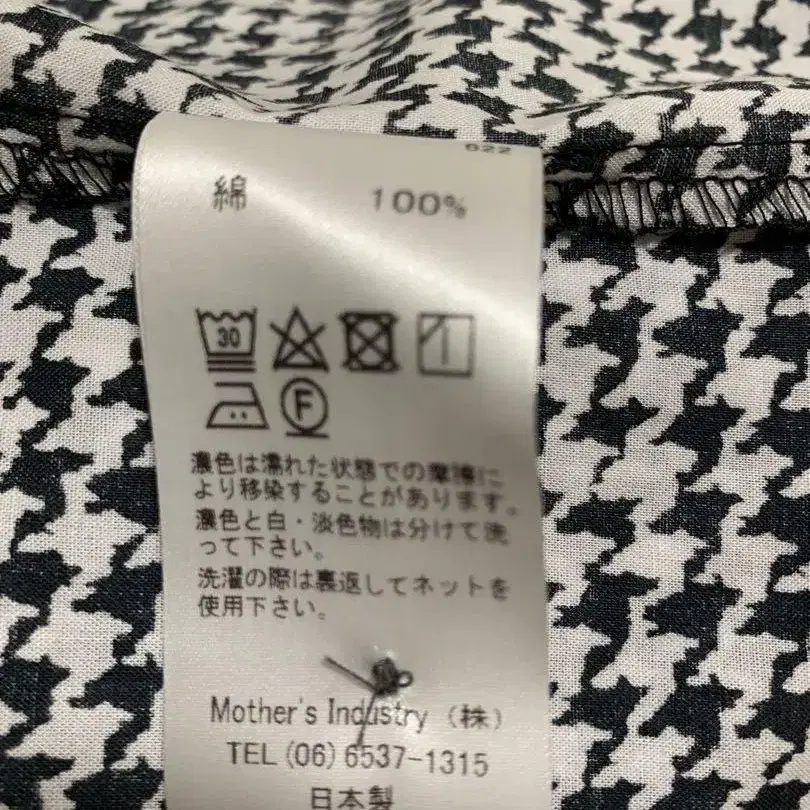 622
綿 100%
30
F
濃色は濡れた状態での摩擦に
より移染することがあります。
濃色と白・淡色物は分けて洗
って下さい。
洗濯の際は裏返してネットを
使用下さい。
Mother's Industry (株)
TEL (06) 6537-1315
日本製